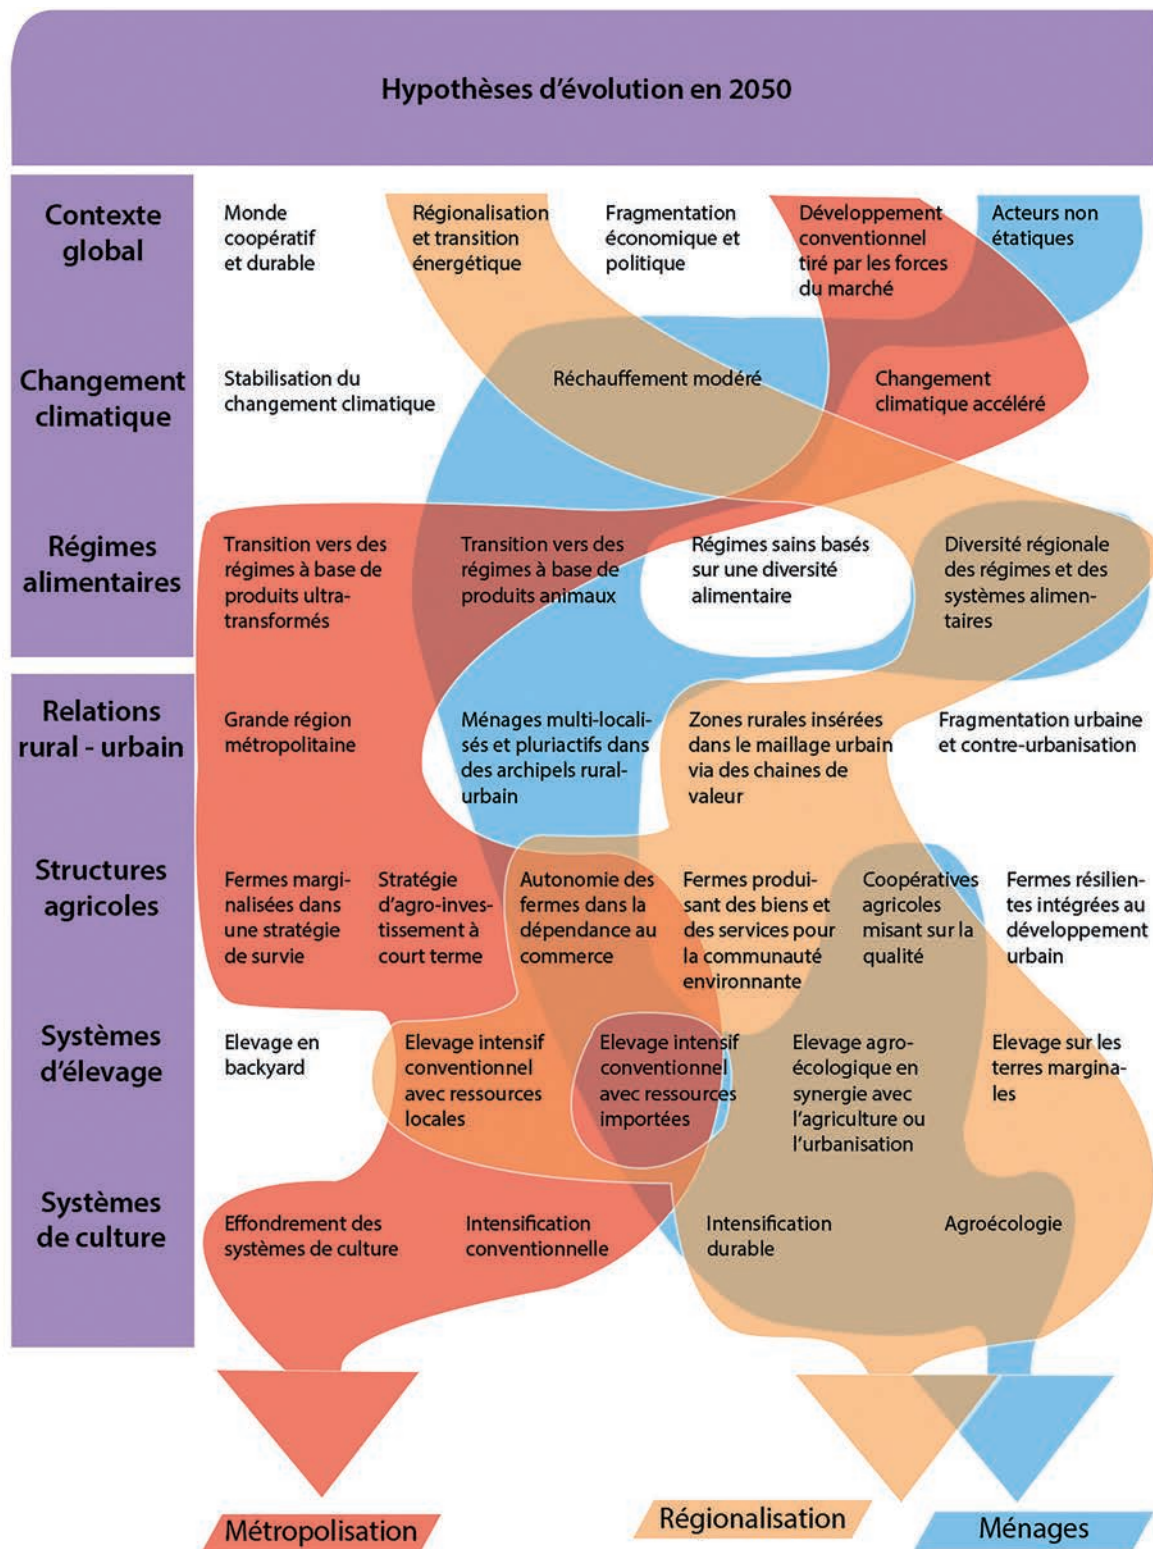 Hypothèses d'évolution en 2050
Contexte
global
Monde
coopératif
et durable
Régionalisation
et transition
énergétique
Fragmentation
économique et
politique
Développement
conventionnel
tiré par les forces
du marché
Acteurs non
étatiques
Changement
climatique
Stabilisation du
changement climatique
Réchauffement modéré
Changement
climatique accéléré
Régimes
alimentaires
Transition vers des
régimes à base de
produits ultra-
transformés
Transition vers des
régimes à base de
produits animaux
Régimes sains basés
sur une diversité
alimentaire
Diversité régionale
des régimes et des
systèmes alimen-
taires
Relations
rural - urbain
Grande région
métropolitaine
Ménages multi-locali-
sés et pluriactifs dans
des archipels rural-
urbain
Zones rurales insérées
dans le maillage urbain
via des chaines de
valeur
Fragmentation urbaine
et contre-urbanisation
Structures
agricoles
Fermes margi-
nalisées dans
une stratégie
de survie
Stratégie
d'agro-inves-
tissement à
court terme
Autonomie des
fermes dans la
dépendance au
commerce
Fermes produi-
sant des biens et
des services pour
la communauté
environnante
Coopératives
agricoles
misant sur la
qualité
Fermes résilien-
tes intégrées au
développement
urbain
Systèmes
d'élevage
Elevage en
backyard
Elevage intensif
conventionnel
avec ressources
locales
Elevage intensif
conventionnel
avec ressources
importées
Elevage agro-
écologique en
synergie avec
l'agriculture ou
l'urbanisation
Elevage sur les
terres margina-
les
Systèmes
de culture
Effondrement des
systèmes de culture
Intensification
conventionnelle
Intensification
durable
Agroécologie
Métropolisation
Régionalisation
Ménages